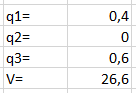 q1= 0,4
q2= 0
q3= 0,6
V= 26,6